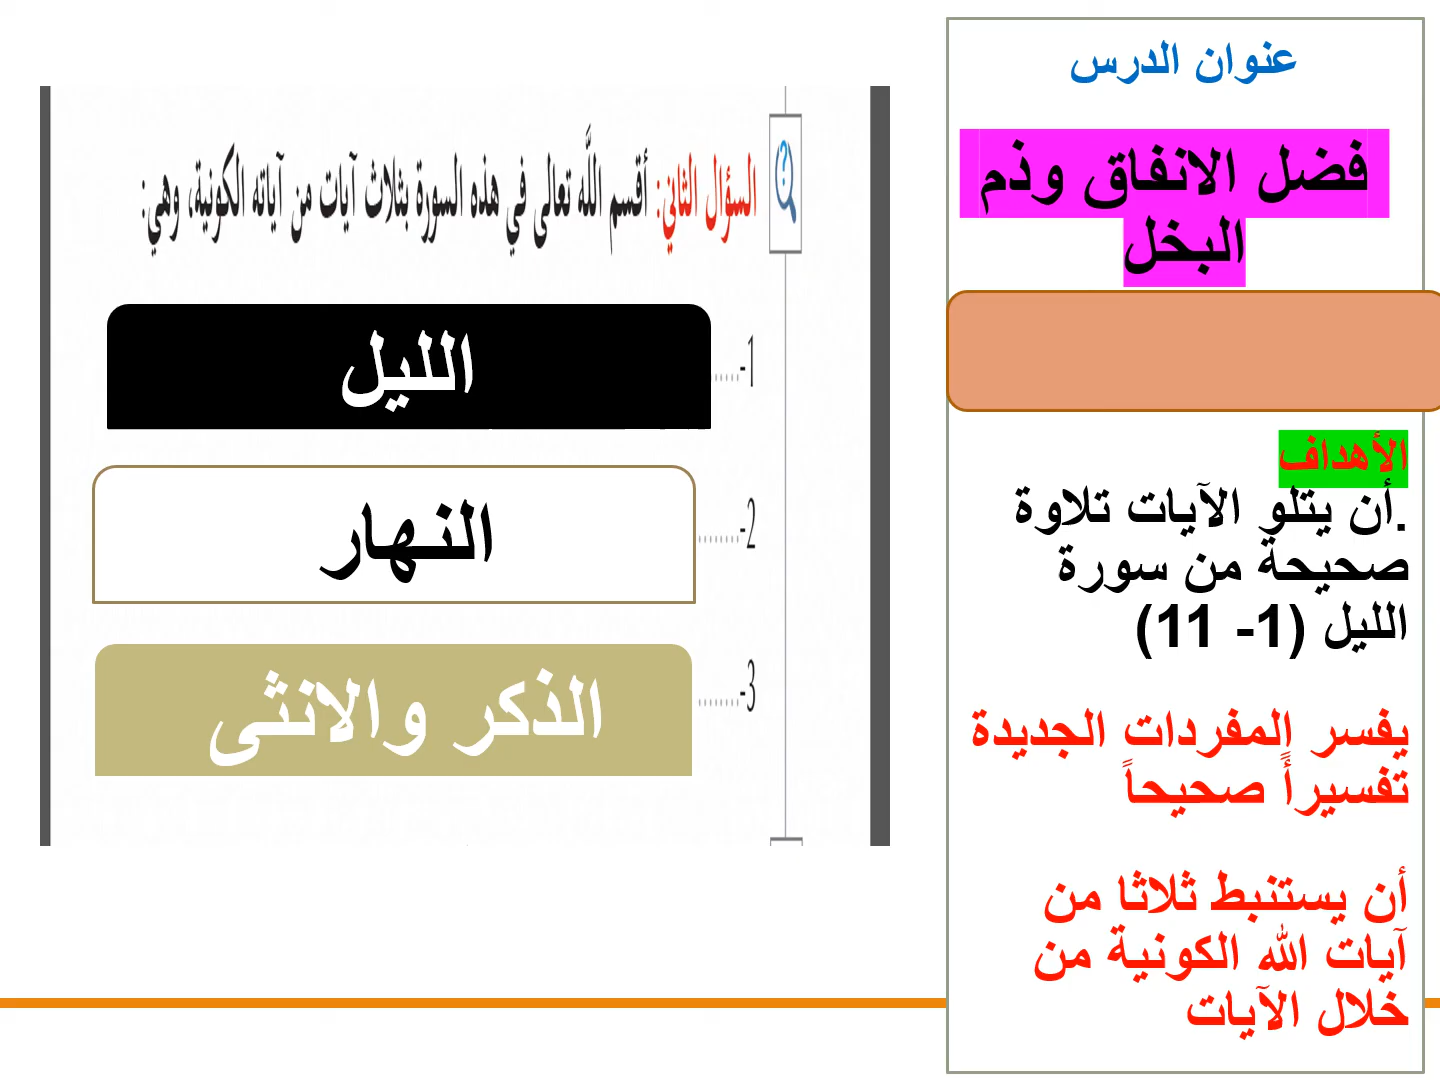 عنوان الدرس
فضل الانفاق وذم
البخل
الأهداف
.أن يتلو الآيات تلاوة
صحيحة من سورة
الليل (1- 11)
يفسر المفردات الجديدة
تفسيراً صحيحاً
أن يستنبط ثلاثا من
آيات الله الكونية من
خلال الآيات
السؤال الثاني: أقسم اللَّه تعالى في هذه السورة بثلاث آيات من آياته الكونية، وهي:
1-...... الليل
2-....... النهار
3-....... الذكر والانثى